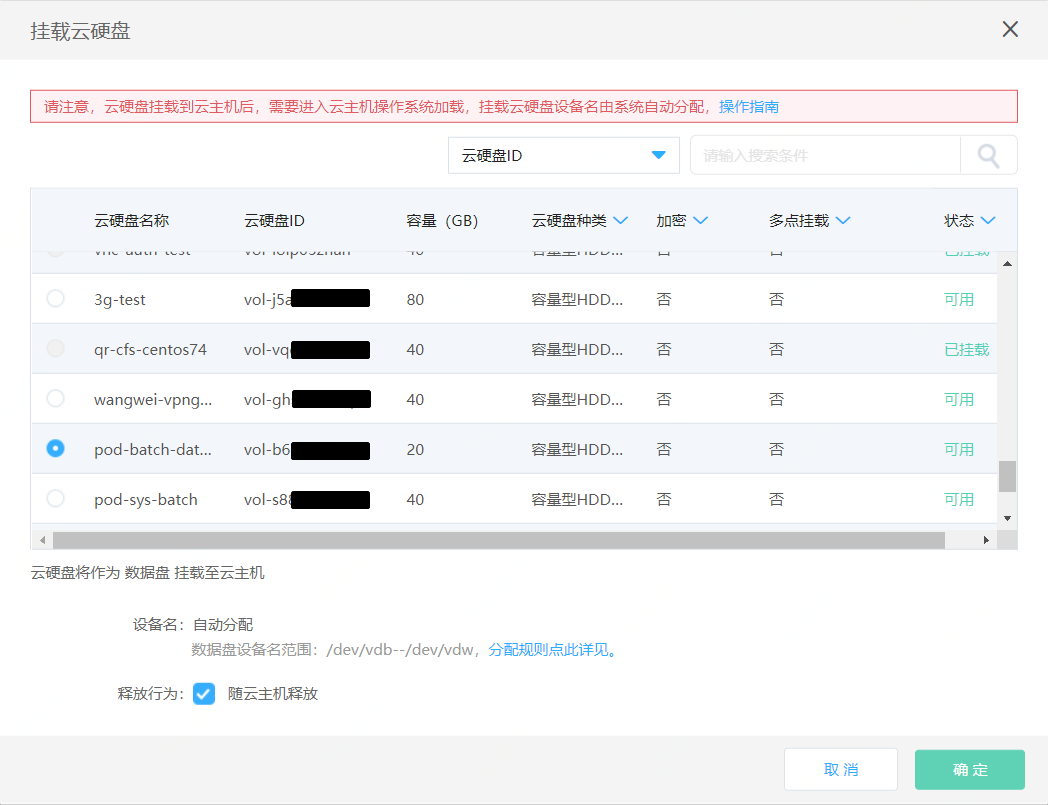 挂载云硬盘
请注意，云硬盘挂载到云主机后，需要进入云主机操作系统加载，挂载云硬盘设备名由系统自动分配，操作指南
云硬盘ID 请输入搜索条件
云硬盘名称 云硬盘ID 容量（GB） 云硬盘种类 加密 多点挂载 状态
vnc-auth-test 40 容量型HDD... 否 否 已挂载
3g-test vol-j5a 80 容量型HDD... 否 否 可用
qr-cfs-centos74 vol-vq 40 容量型HDD... 否 否 已挂载
wangwei-vpng... vol-gh 40 容量型HDD... 否 否 可用
pod-batch-dat... vol-b6 20 容量型HDD... 否 否 可用
pod-sys-batch vol-s88 40 容量型HDD... 否 否 可用
云硬盘将作为 数据盘 挂载至云主机
设备名： 自动分配
数据盘设备名范围：/dev/vdb--/dev/vdw，分配规则点此详见。
释放行为： 随云主机释放
取消 确定